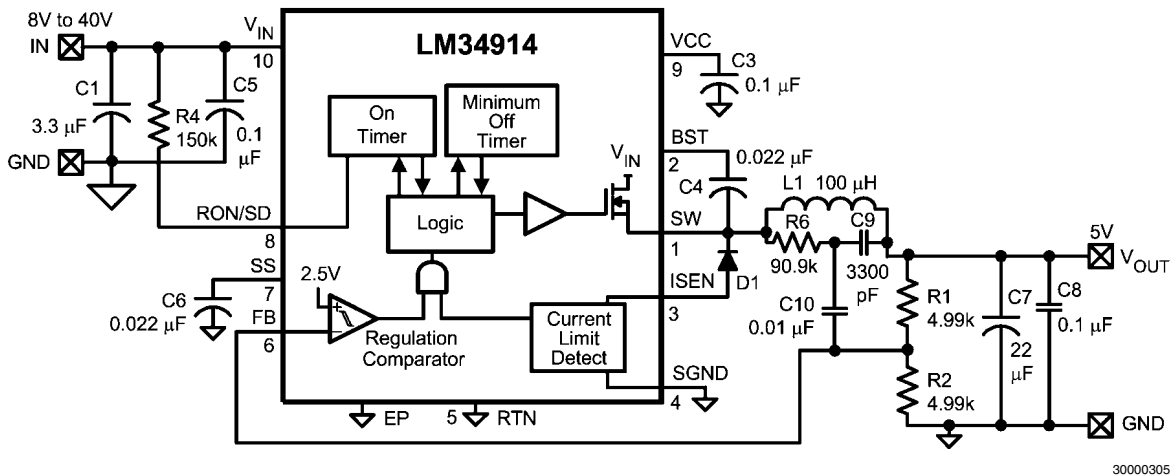 8V to 40V
IN
V_IN
10
LM34914
VCC
9
C3
0.1 µF
C1
3.3 µF
R4
150k
C5
0.1
µF
GND
On
Timer
Minimum
Off
Timer
V_IN
BST
2
0.022 µF
C4
L1 100 µH
Logic
SW
1
R6
90.9k
C9
3300
pF
5V
V_OUT
RON/SD
8
SS
7
2.5V
ISEN
3
D1
C6
0.022 µF
FB
6
+
−
Regulation
Comparator
Current
Limit
Detect
C10
0.01 µF
R1
4.99k
C7
22
µF
C8
0.1 µF
SGND
4
R2
4.99k
EP
5 RTN
GND
30000305